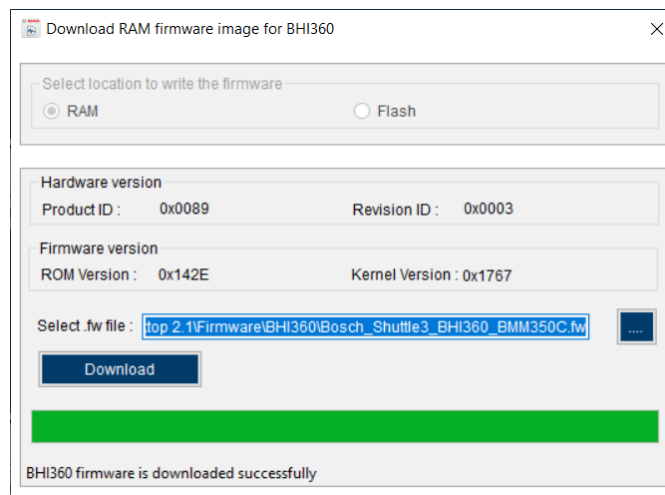 Download RAM firmware image for BHI360
Select location to write the firmware
RAM Flash
Hardware version
Product ID : 0x0089 Revision ID : 0x0003
Firmware version
ROM Version : 0x142E Kernel Version : 0x1767
Select .fw file : top 2.1\Firmware\BHI360\Bosch_Shuttle3_BHI360_BMM350C.fw ....
Download
BHI360 firmware is downloaded successfully